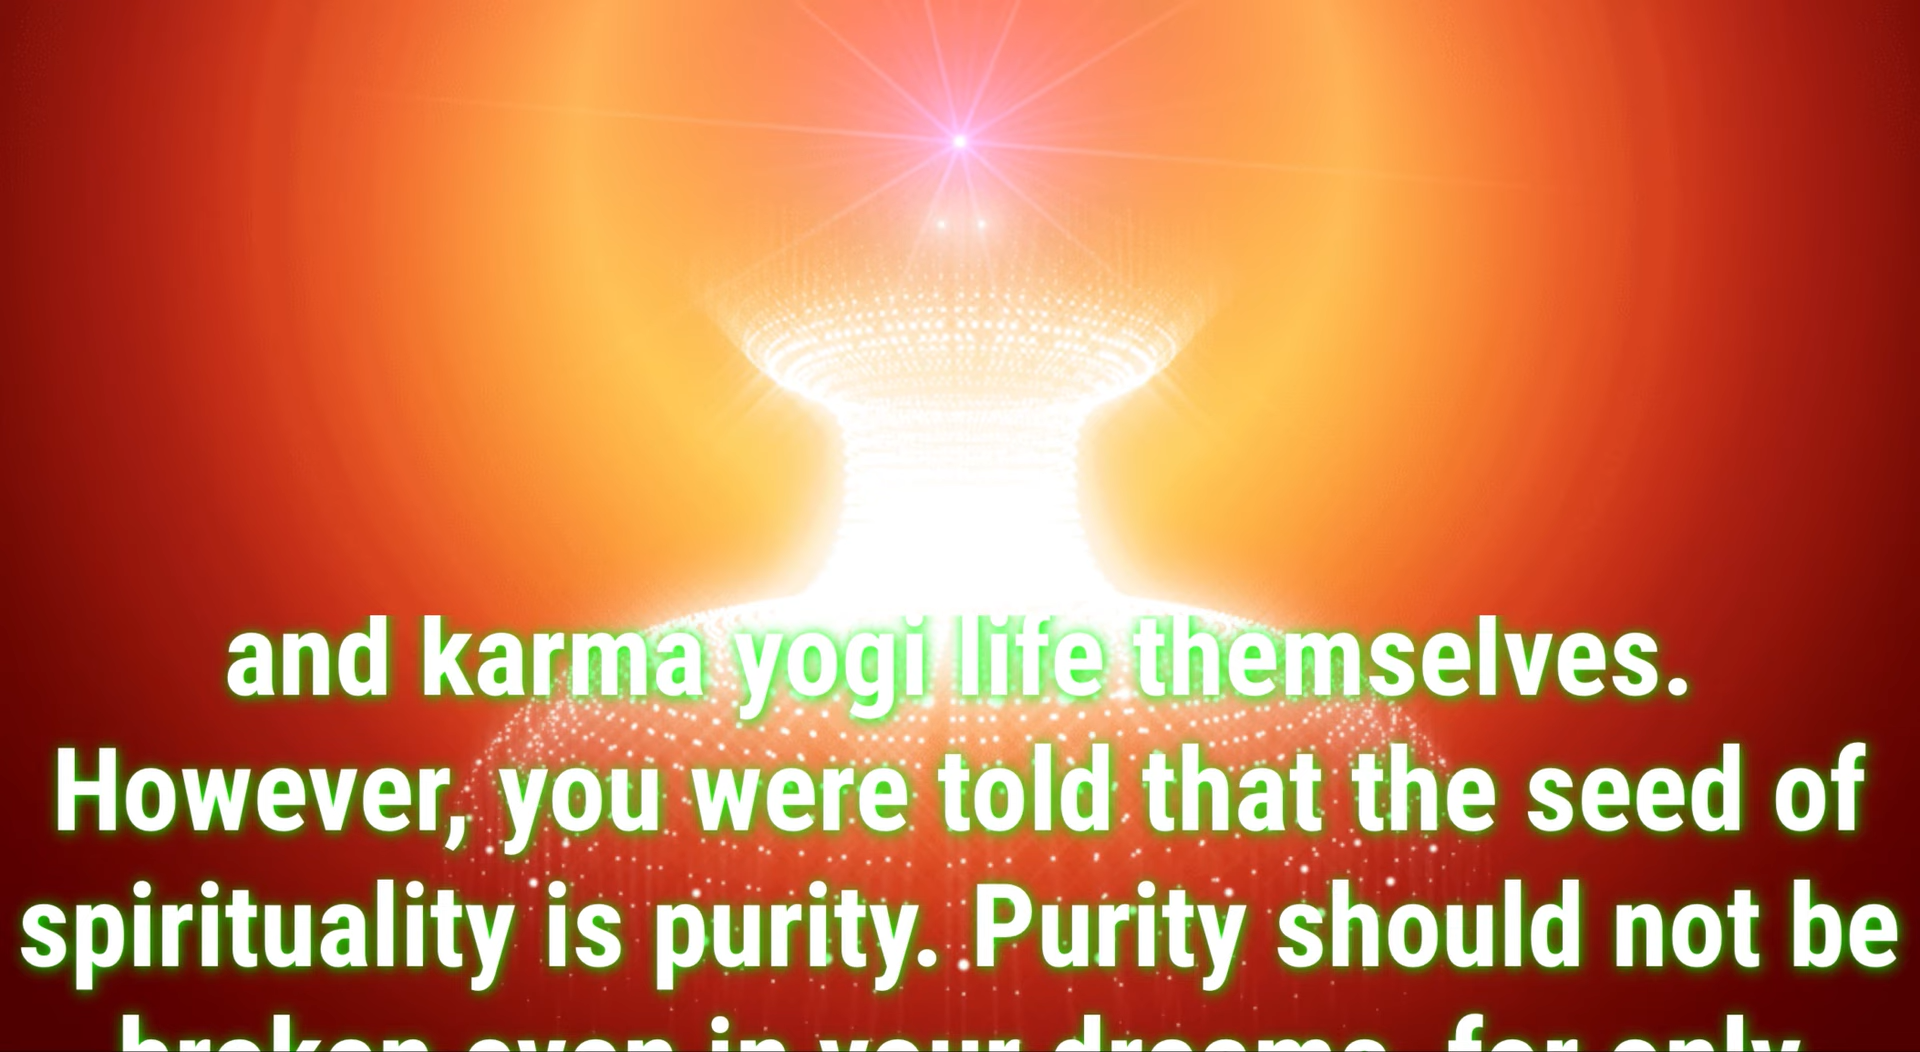 and karma yogi life themselves.
However, you were told that the seed of
spirituality is purity. Purity should not be
broken even in your dreams, for only